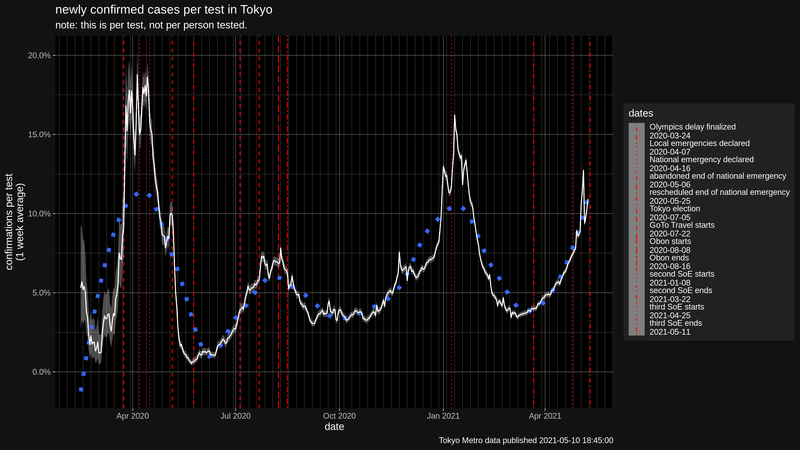 newly confirmed cases per test in Tokyo
note: this is per test, not per person tested.
confirmations per test
(1 week average)
20.0%
15.0%
10.0%
5.0%
0.0%
Apr 2020
Jul 2020
Oct 2020
Jan 2021
Apr 2021
date
dates
Olympics delay finalized
2020-03-24
Local emergencies declared
2020-04-07
National emergency declared
2020-04-16
abandoned end of national emergency
2020-05-06
rescheduled end of national emergency
2020-05-25
Tokyo election
2020-07-05
GoTo Travel starts
2020-07-22
Obon starts
2020-08-08
Obon ends
2020-08-16
second SoE starts
2021-01-08
second SoE ends
2021-03-22
third SoE starts
2021-04-25
third SoE ends
2021-05-11
Tokyo Metro data published 2021-05-10 18:45:00